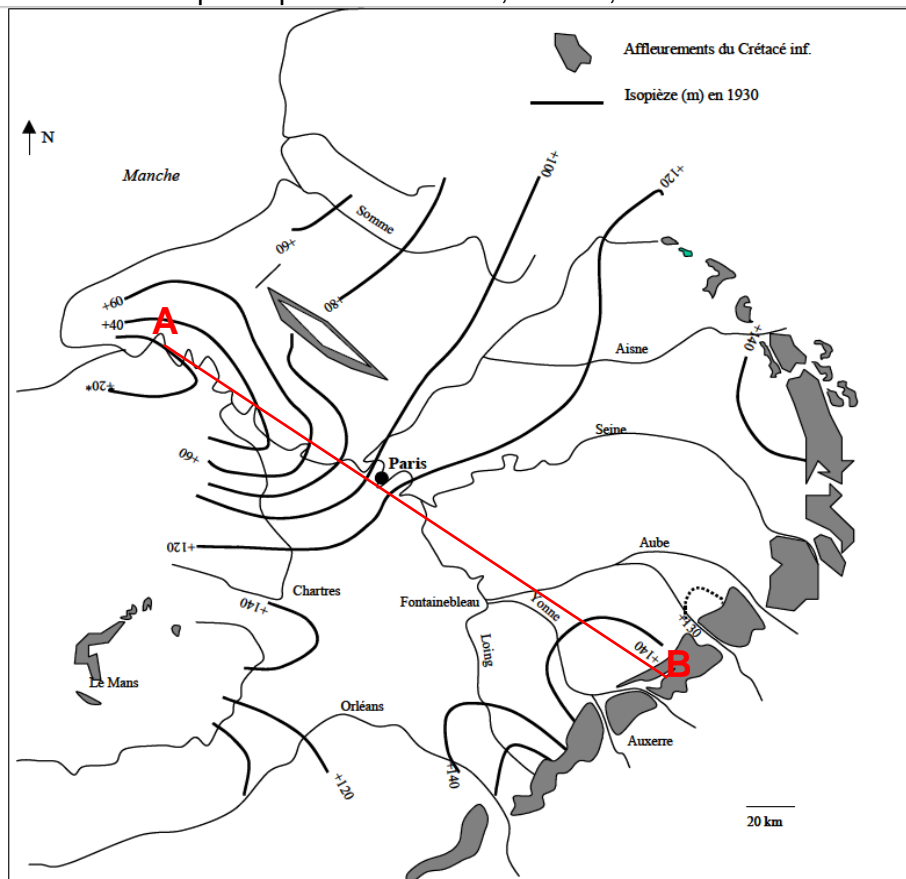 Affleurements du Crétacé inf.
Isopièze (m) en 1930
N
Manche
+100
+120
Somme
+60
+80
+60
+40
A
+20*
Aisne
+140
Seine
+60
Paris
+120
Aube
Chartres
+140
Fontainebleau
Yonne
+130
Loing
+140
B
Le Mans
Orléans
Auxerre
+140
+120
20 km